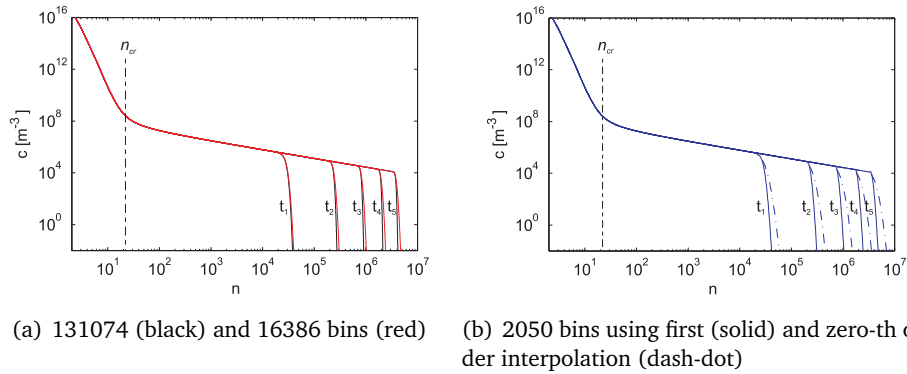 10^16
10^12
10^8
10^4
10^0
c [m^-3]
n_cr
t_1
t_2
t_3
t_4
t_5
10^1
10^2
10^3
10^4
10^5
10^6
10^7
n
10^16
10^12
10^8
10^4
10^0
c [m^-3]
n_cr
t_1
t_2
t_3
t_4
t_5
10^1
10^2
10^3
10^4
10^5
10^6
10^7
n
(a) 131074 (black) and 16386 bins (red)
(b) 2050 bins using first (solid) and zero-th
der interpolation (dash-dot)